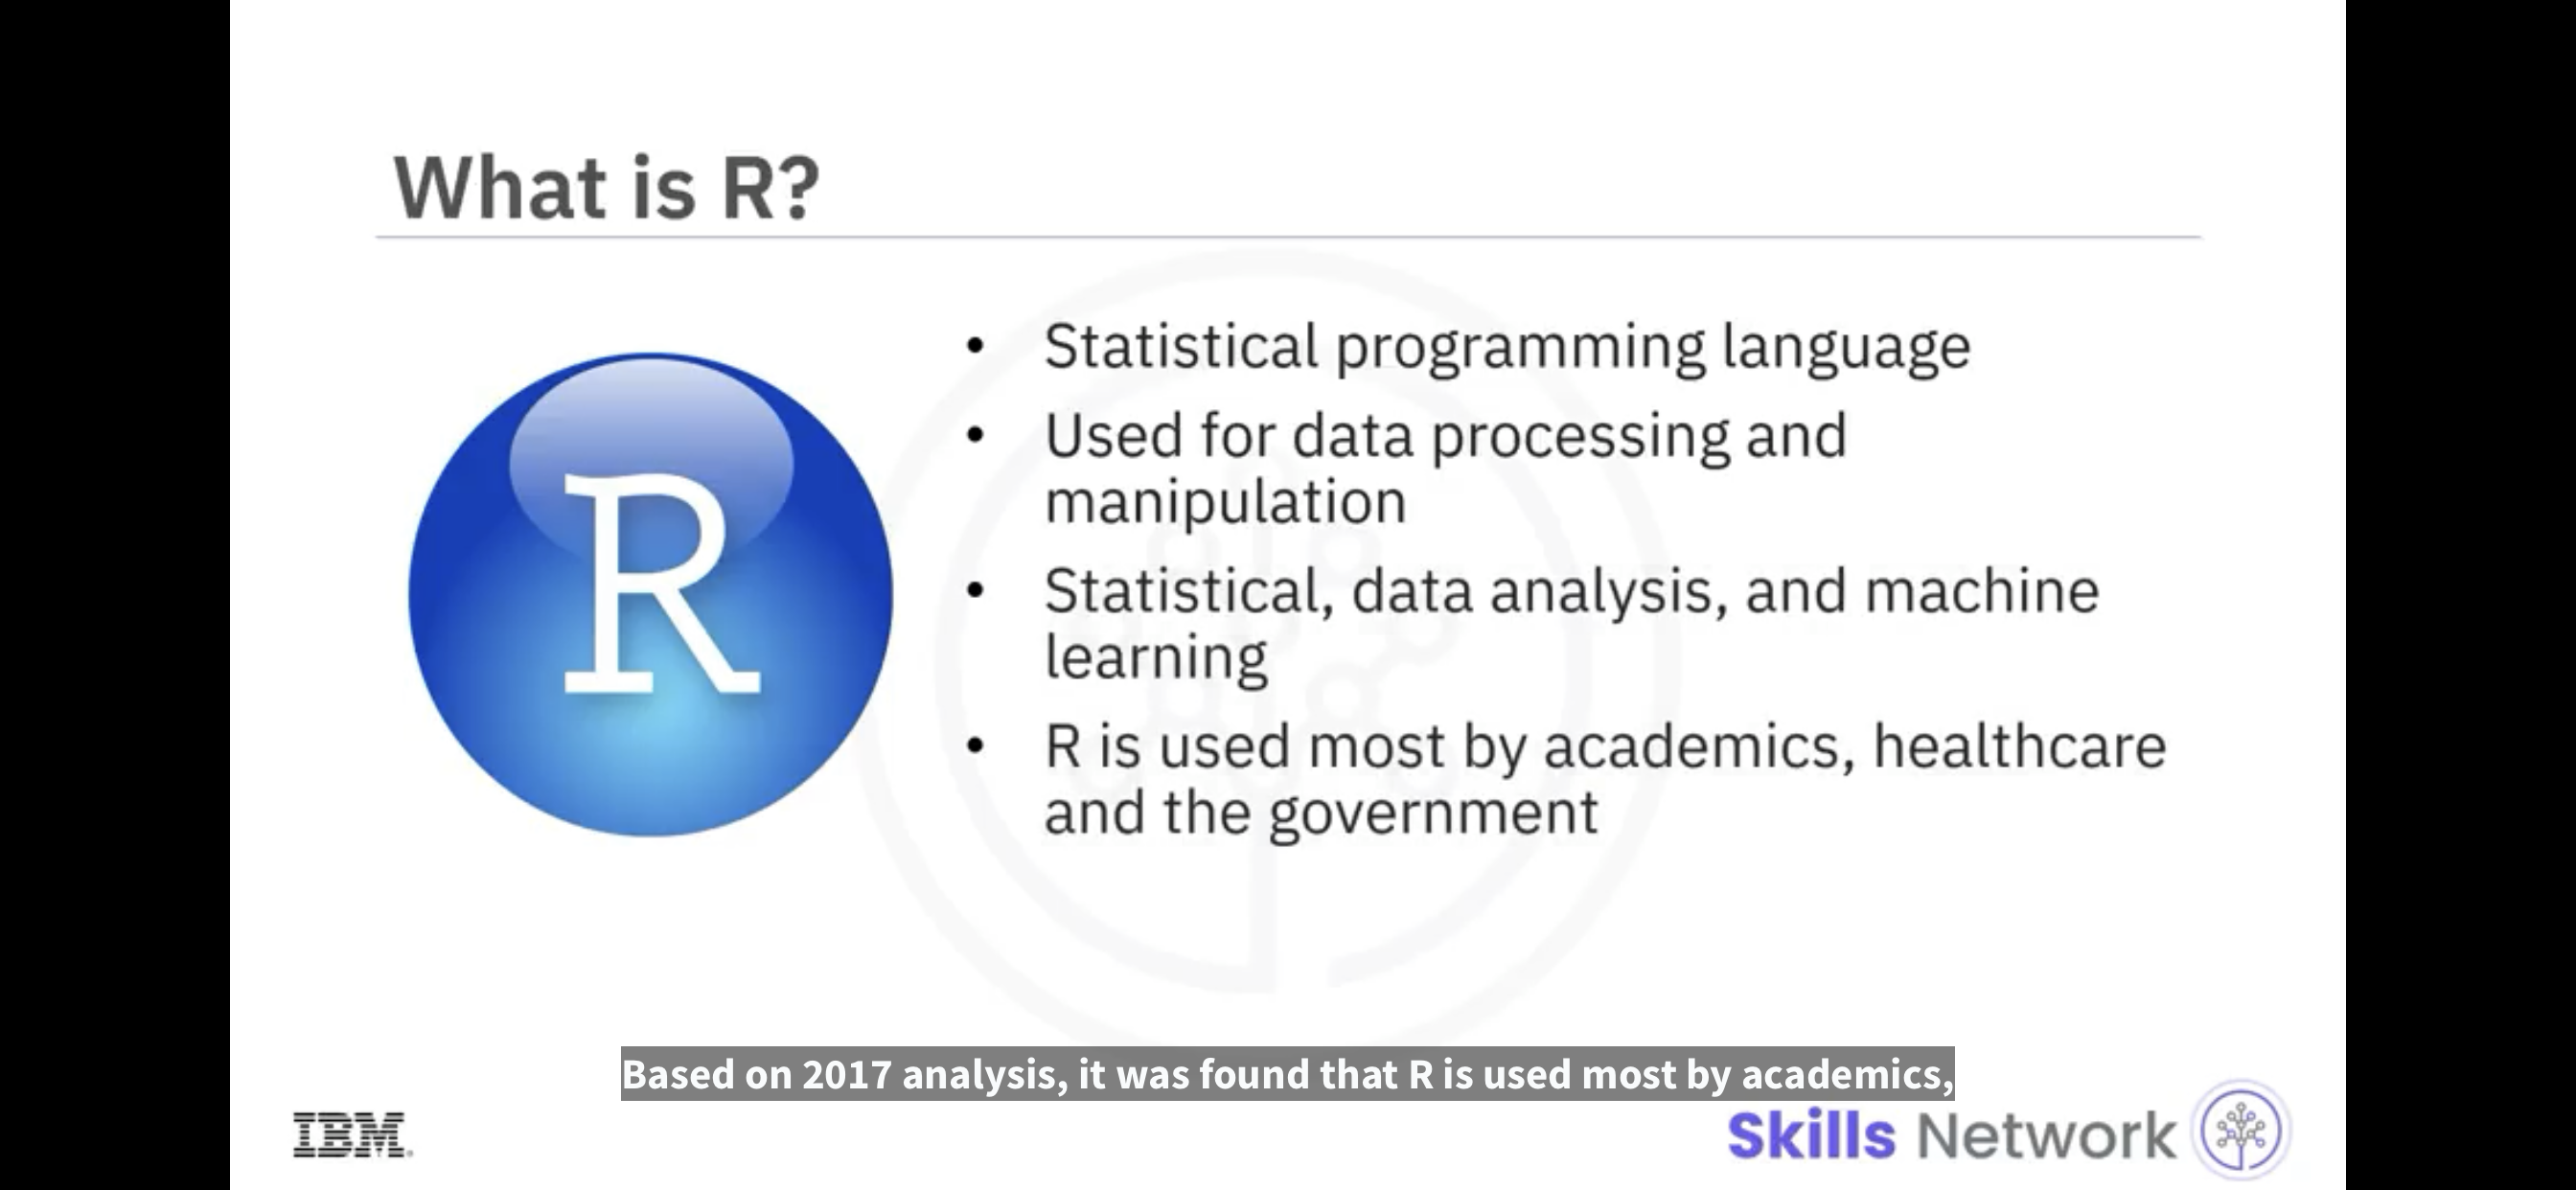 What is R?
R
• Statistical programming language
• Used for data processing and
manipulation
• Statistical, data analysis, and machine
learning
• R is used most by academics, healthcare
and the government
Based on 2017 analysis, it was found that R is used most by academics,
IBM.
Skills Network